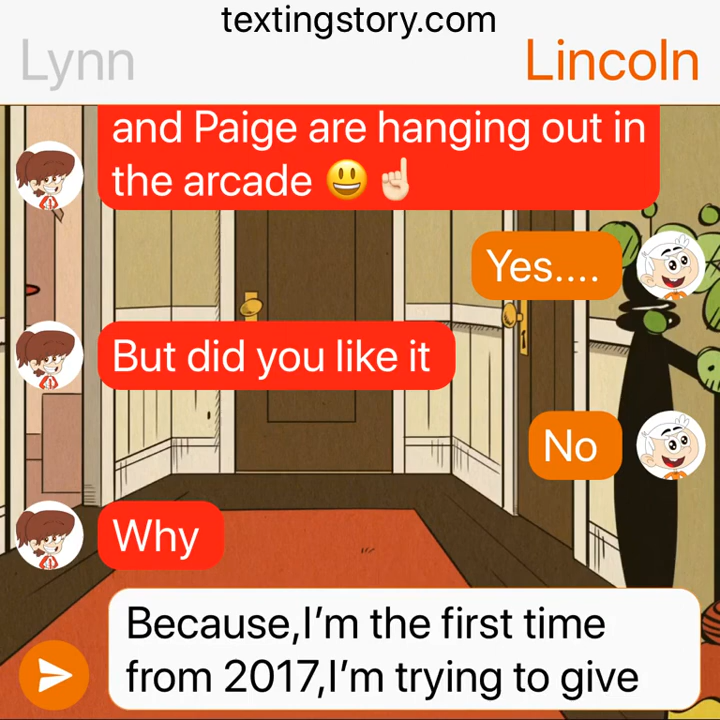 textingstory.com
Lynn
Lincoln
and Paige are hanging out in
the arcade 😃 ☝🏻
Yes....
But did you like it
No
Why
Because,I'm the first time
from 2017,I'm trying to give